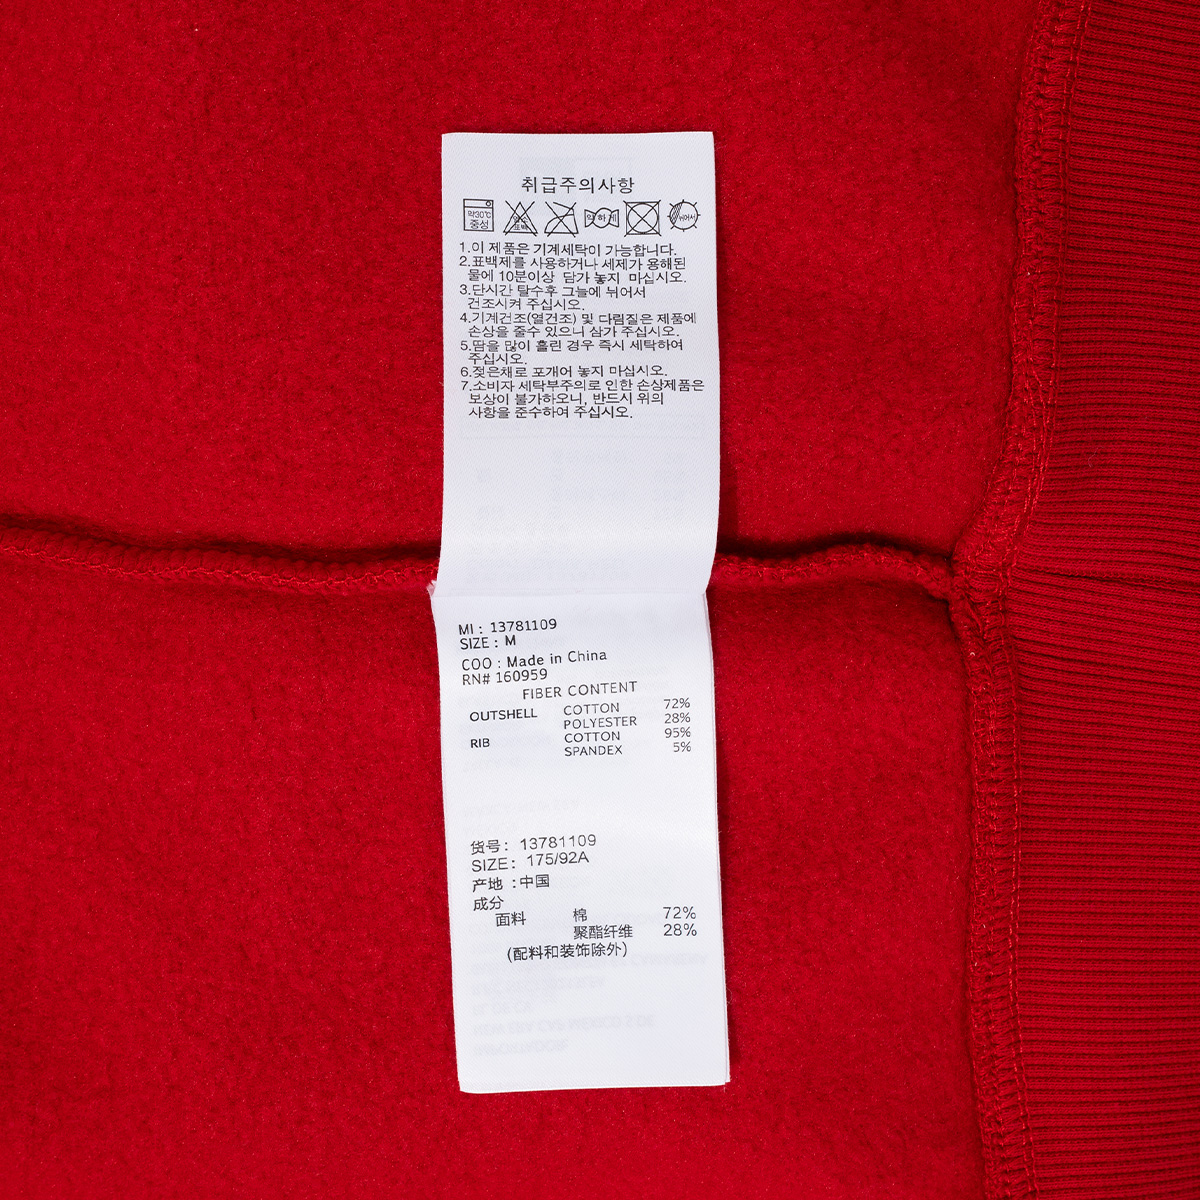 취급주의사항
약30℃
중성
염소
표백
약하게
뉘어서
1.이 제품은 기계세탁이 가능합니다.
2.표백제를 사용하거나 세제가 용해된
물에 10분이상 담가 놓지 마십시오.
3.단시간 탈수후 그늘에 뉘어서
건조시켜 주십시오.
4.기계건조(열건조) 및 다림질은 제품에
손상을 줄수 있으니 삼가 주십시오.
5.땀을 많이 흘린 경우 즉시 세탁하여
주십시오.
6.젖은채로 포개어 놓지 마십시오.
7.소비자 세탁부주의로 인한 손상제품은
보상이 불가하오니, 반드시 위의
사항을 준수하여 주십시오.
MI : 13781109
SIZE : M
COO : Made in China
RN# 160959
FIBER CONTENT
OUTSHELL COTTON 72%
POLYESTER 28%
RIB COTTON 95%
SPANDEX 5%
货号: 13781109
SIZE: 175/92A
产地 :中国
成分
面料 棉 72%
聚酯纤维 28%
(配料和装饰除外)